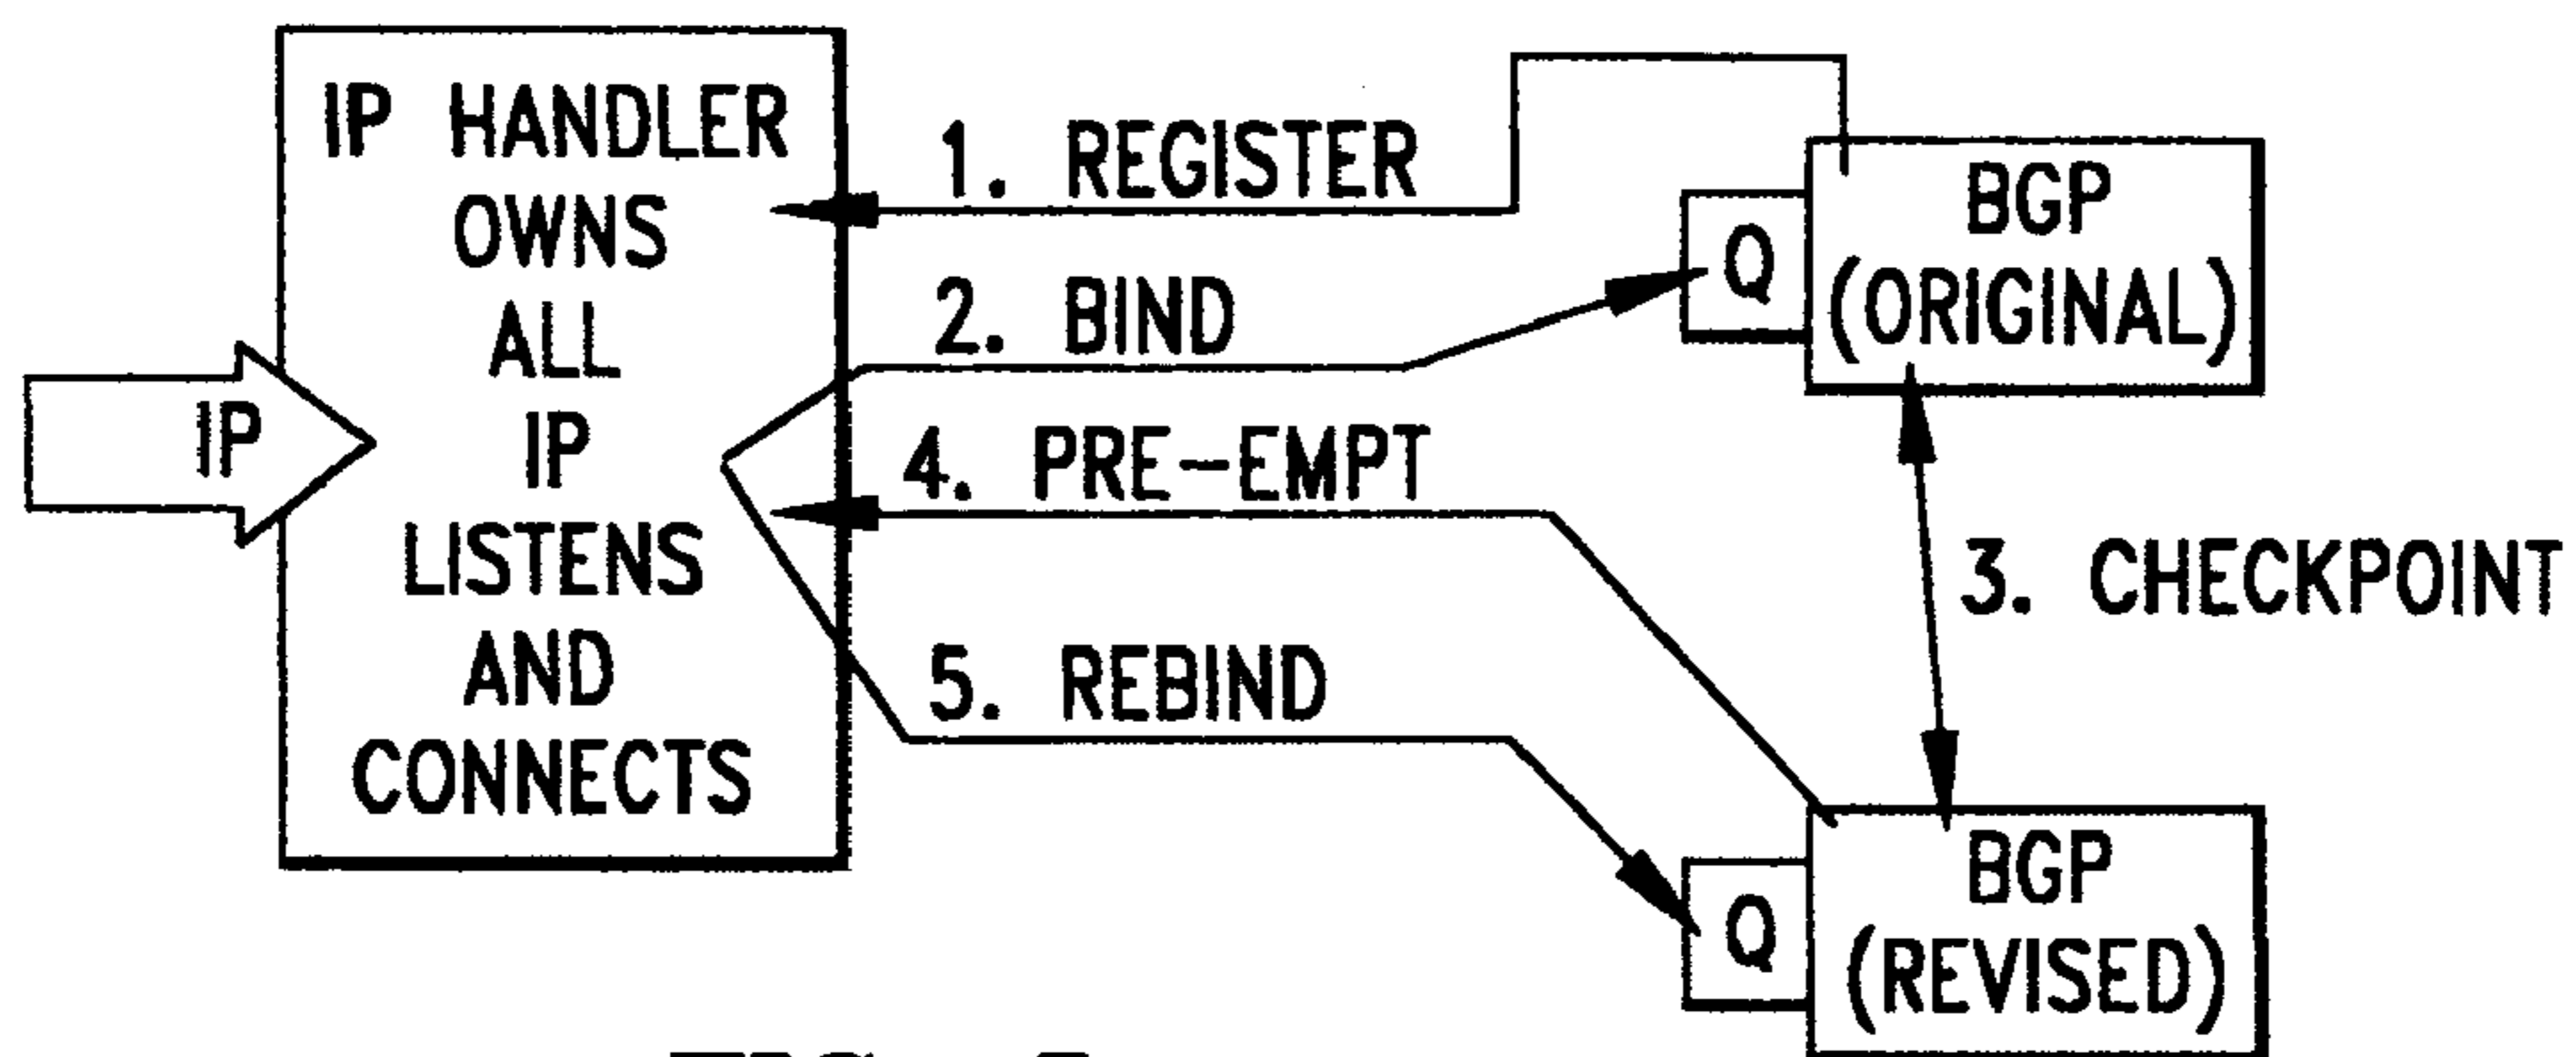 IP HANDLER
OWNS
ALL
IP
LISTENS
AND
CONNECTS
IP
1. REGISTER
2. BIND
4. PRE-EMPT
5. REBIND
Q
BGP
(ORIGINAL)
3. CHECKPOINT
Q
BGP
(REVISED)